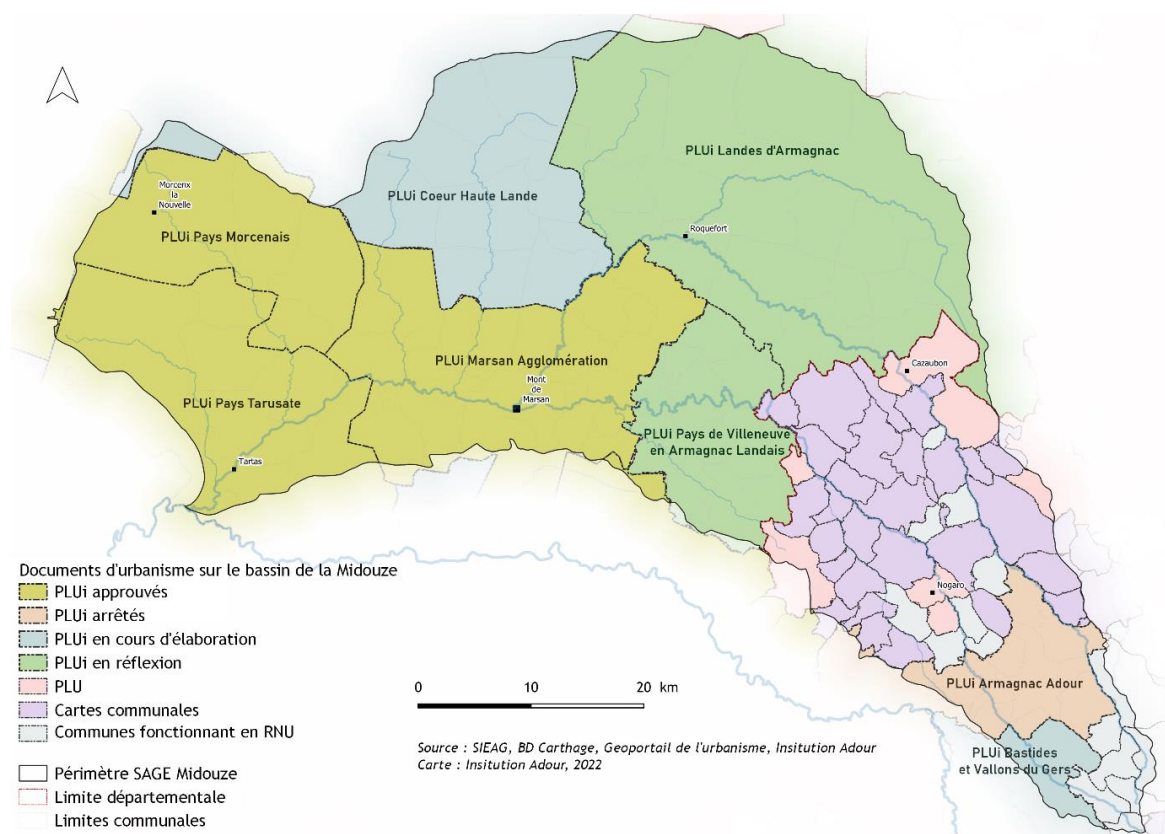 PLUi Landes d'Armagnac
Morcenx
la
Nouvelle
PLUi Coeur Haute Lande
PLUi Pays Morcenais
Roquefort
PLUi Marsan Agglomération
Cazaubon
Mont
de
Marsan
PLUi Pays Tarusate
PLUi Pays de Villeneuve
en Armagnac Landais
Tartas
Documents d'urbanisme sur le bassin de la Midouze
PLUi approuvés
PLUi arrêtés
PLUi en cours d'élaboration
PLUi en réflexion
PLU
Cartes communales
Communes fonctionnant en RNU
Périmètre SAGE Midouze
Limite départementale
Limites communales
Nogaro
PLUi Armagnac Adour
0 10 20 km
Source : SIEAG, BD Carthage, Geoportail de l'urbanisme, Insitution Adour
Carte : Insitution Adour, 2022
PLUi Bastides
et Vallons du Gers